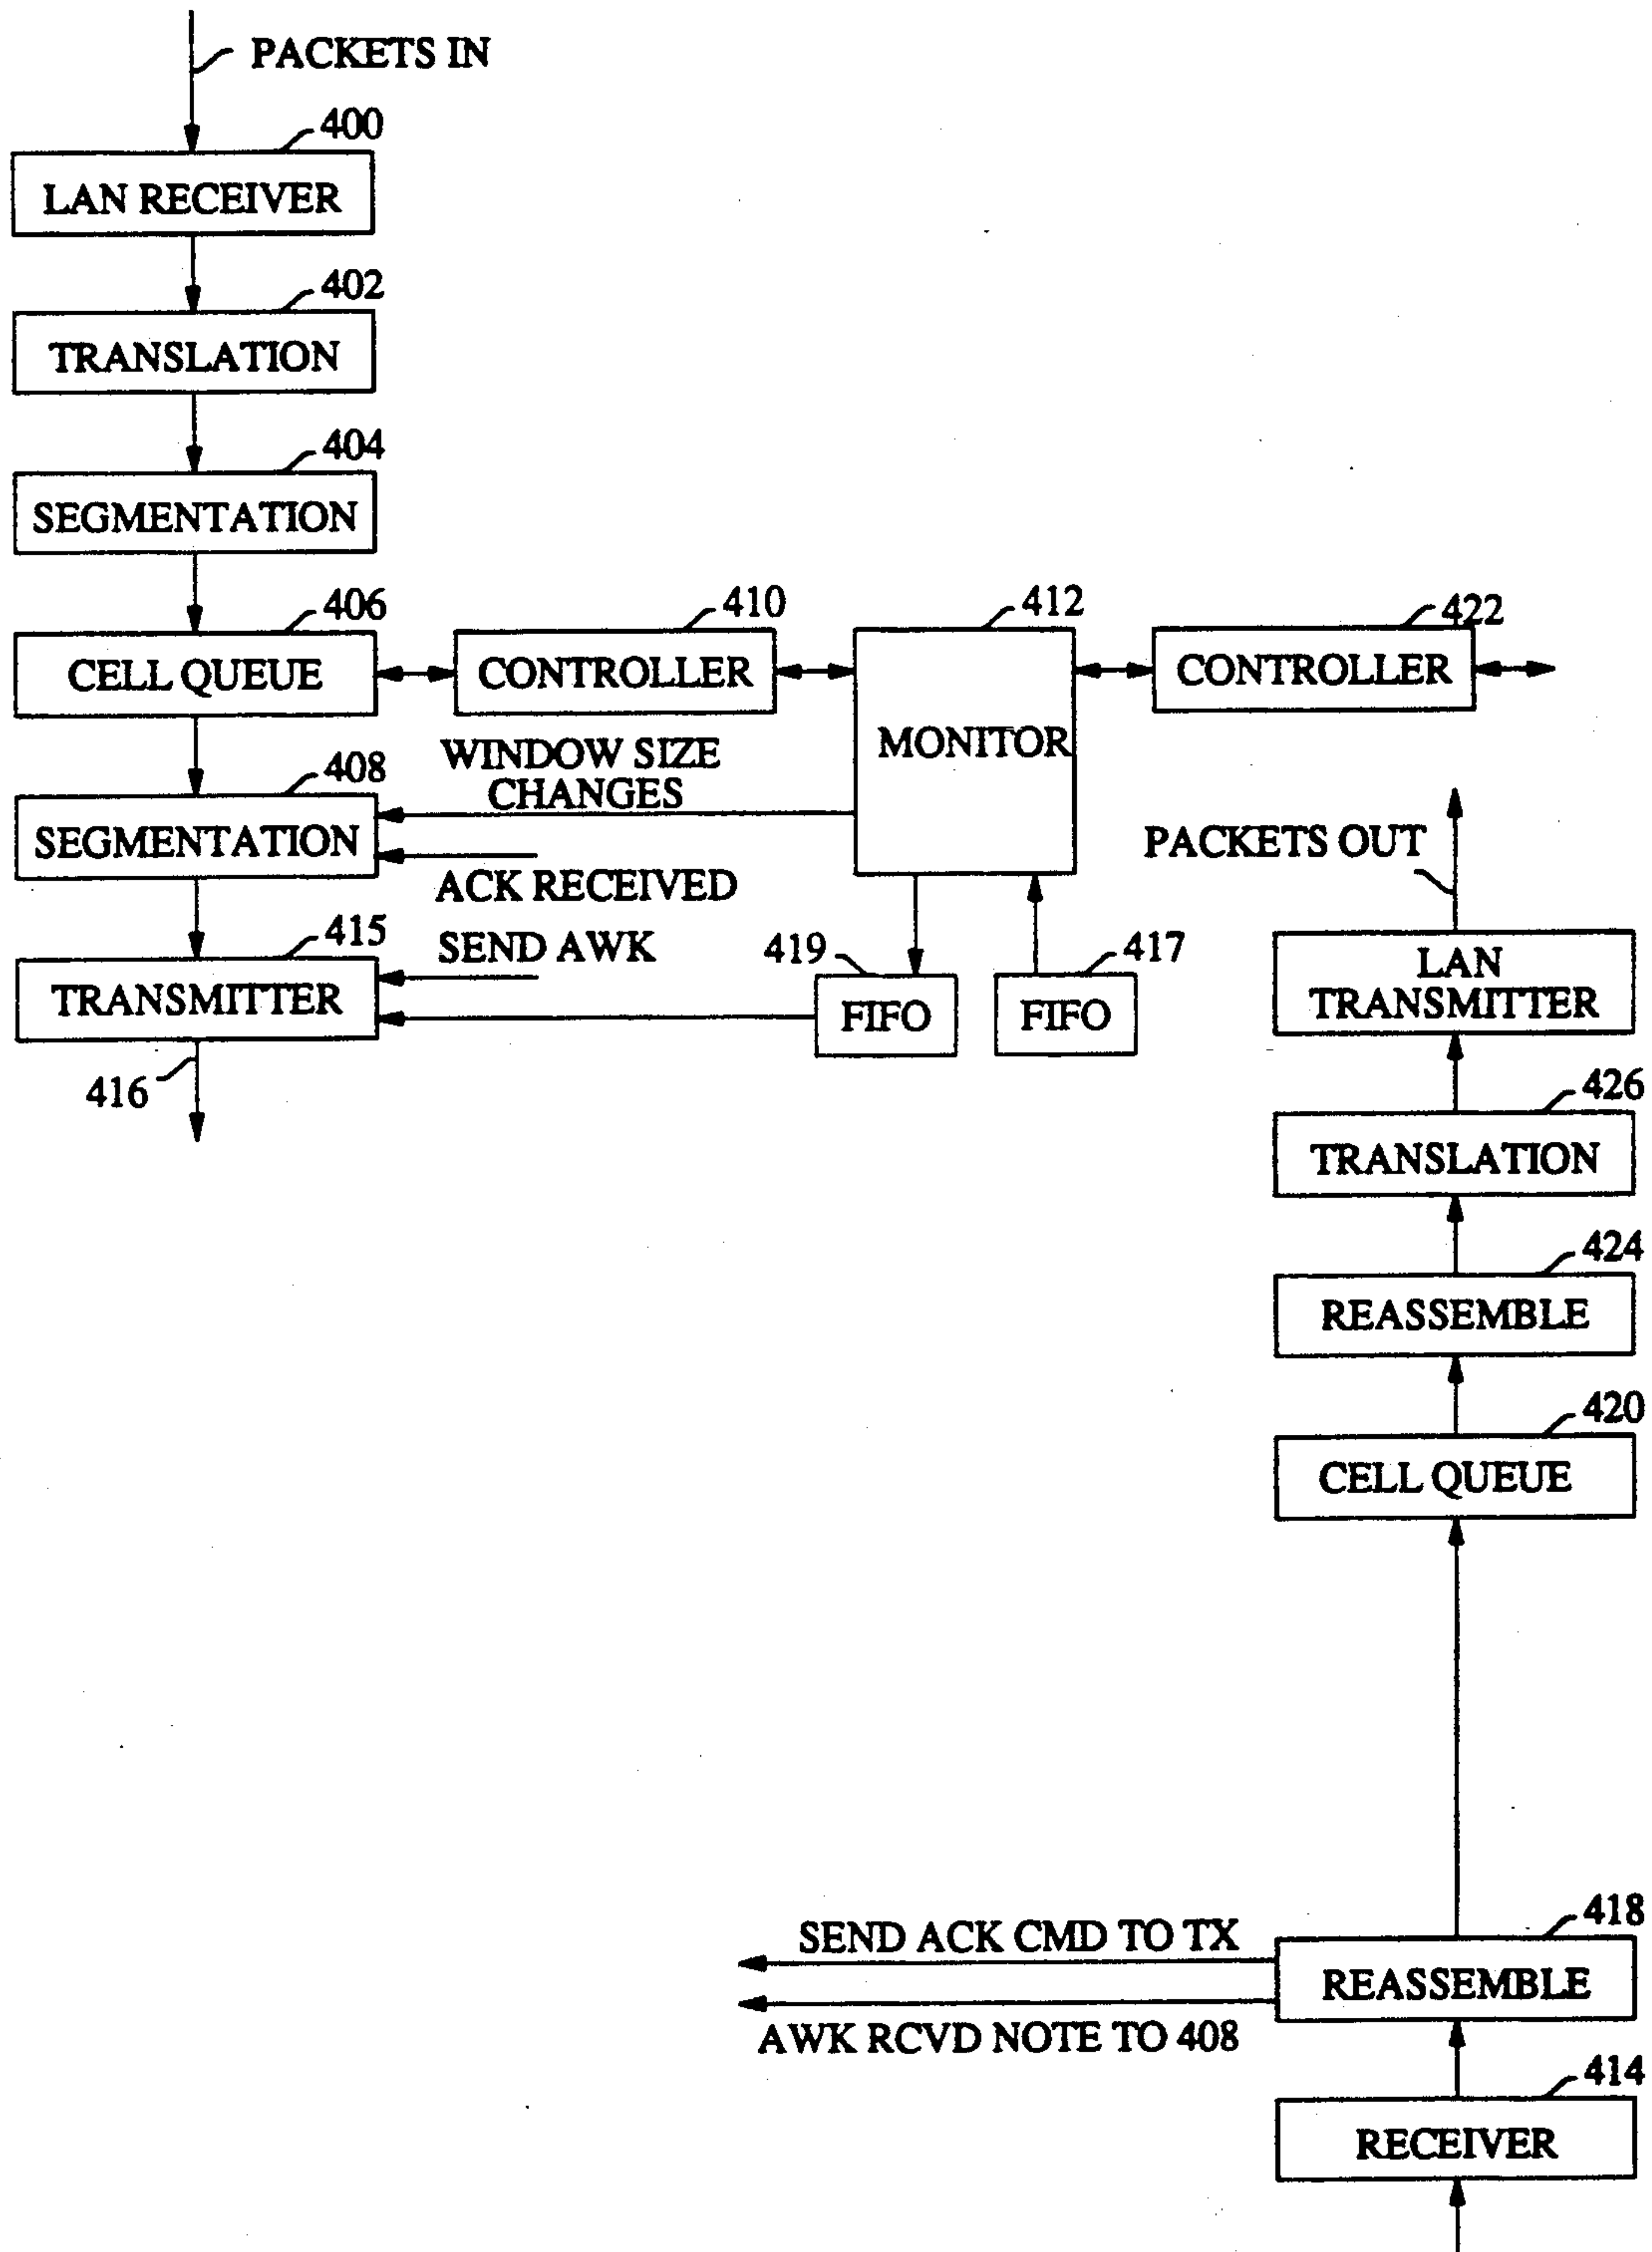 PACKETS IN
400
LAN RECEIVER
402
TRANSLATION
404
SEGMENTATION
406
CELL QUEUE
410
CONTROLLER
412
MONITOR
422
CONTROLLER
WINDOW SIZE
CHANGES
408
SEGMENTATION
ACK RECEIVED
SEND AWK
415
TRANSMITTER
416
419
FIFO
417
FIFO
PACKETS OUT
LAN
TRANSMITTER
426
TRANSLATION
424
REASSEMBLE
420
CELL QUEUE
418
REASSEMBLE
SEND ACK CMD TO TX
AWK RCVD NOTE TO 408
414
RECEIVER